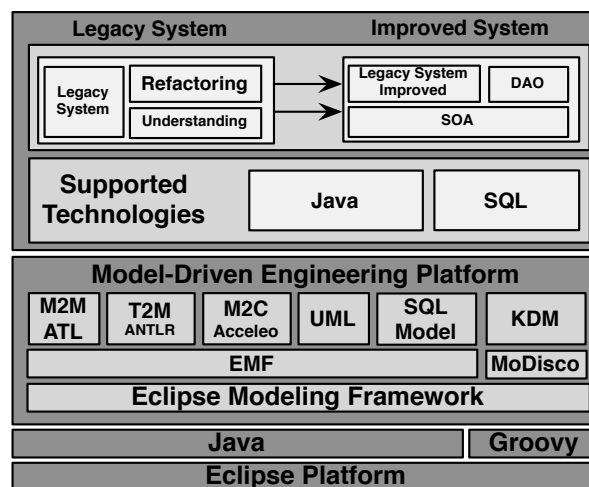 Legacy System
Improved System
Legacy
System
Refactoring
Understanding
Legacy System
Improved
DAO
SOA
Supported
Technologies
Java
SQL
Model-Driven Engineering Platform
M2M
ATL
T2M
ANTLR
M2C
Acceleo
UML
SQL
Model
KDM
EMF
MoDisco
Eclipse Modeling Framework
Java
Groovy
Eclipse Platform